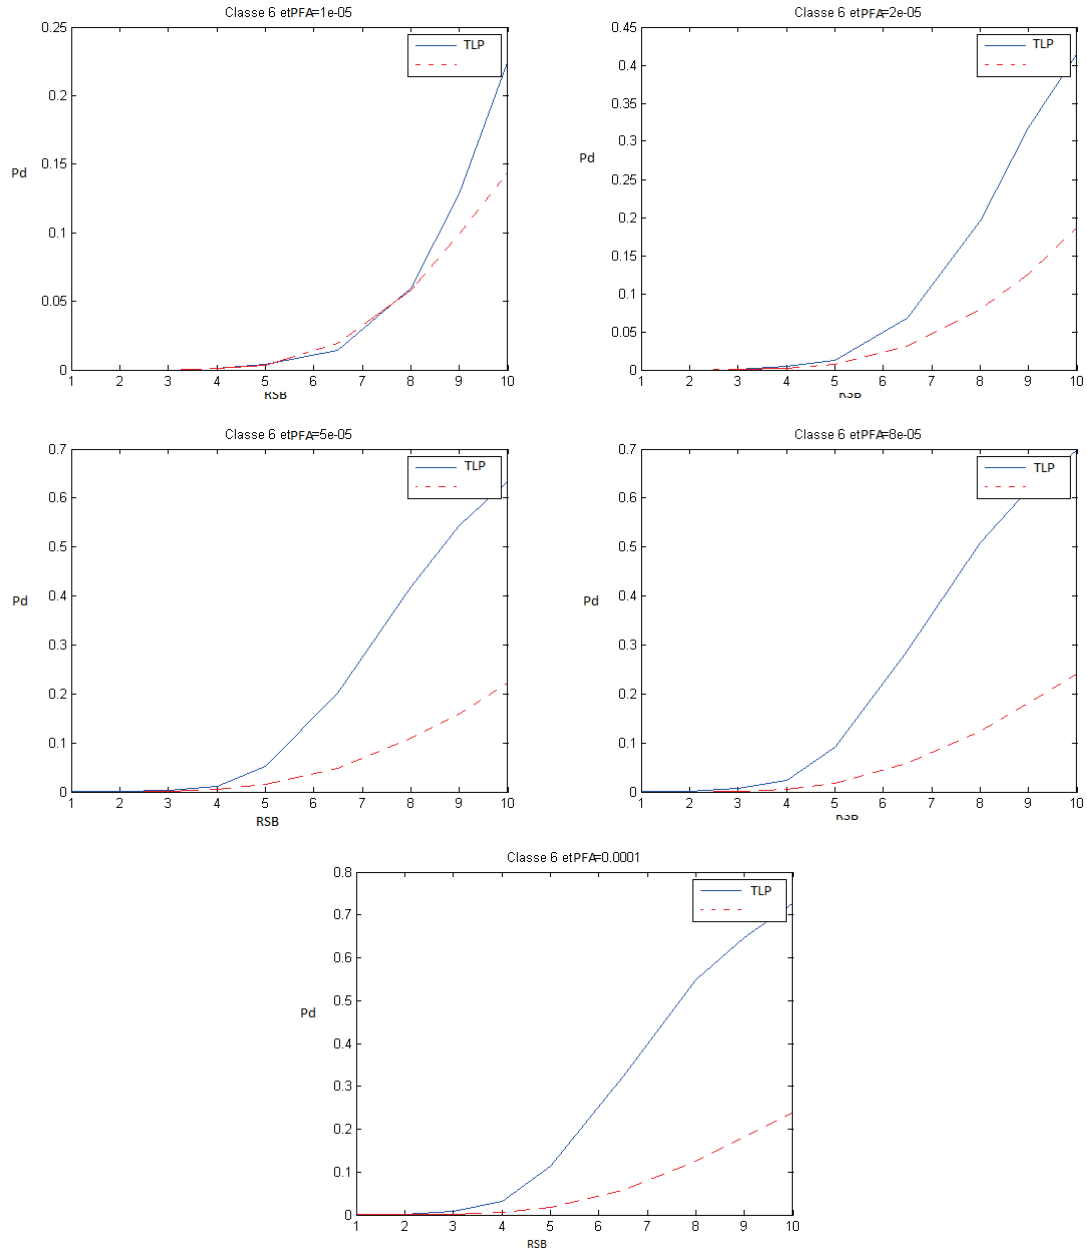 Classe 6 etPFA=1e-05
TLP
0.25
0.2
0.15
0.1
0.05
0
Pd
1 2 3 4 5 6 7 8 9 10
RSB
Classe 6 etPFA=2e-05
TLP
0.45
0.4
0.35
0.3
0.25
0.2
0.15
0.1
0.05
0
Pd
1 2 3 4 5 6 7 8 9 10
RSB
Classe 6 etPFA=5e-05
TLP
0.7
0.6
0.5
0.4
0.3
0.2
0.1
0
Pd
1 2 3 4 5 6 7 8 9 10
RSB
Classe 6 etPFA=8e-05
TLP
0.7
0.6
0.5
0.4
0.3
0.2
0.1
0
Pd
1 2 3 4 5 6 7 8 9 10
RSB
Classe 6 etPFA=0.0001
TLP
0.8
0.7
0.6
0.5
0.4
0.3
0.2
0.1
0
Pd
1 2 3 4 5 6 7 8 9 10
RSB